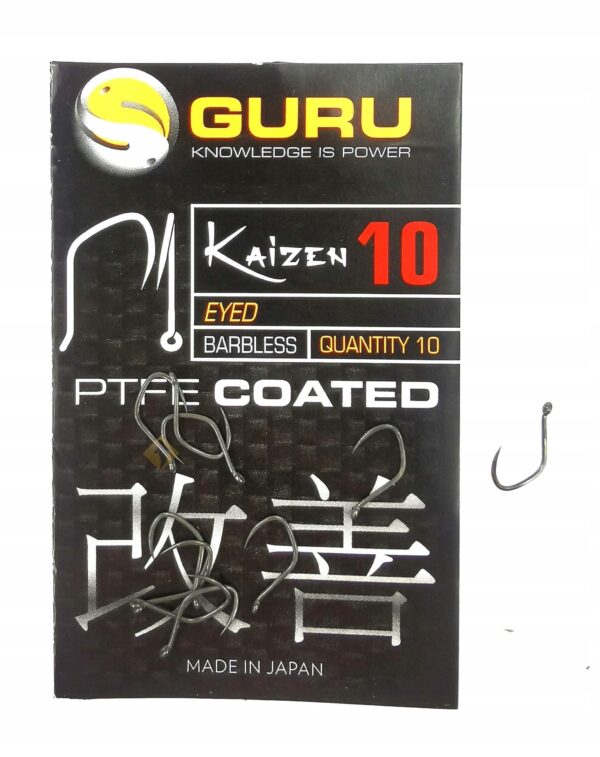 GURU
KNOWLEDGE IS POWER
KAiZEN 10
EYED
BARBLESS QUANTITY 10
PTFE COATED
改善
MADE IN JAPAN